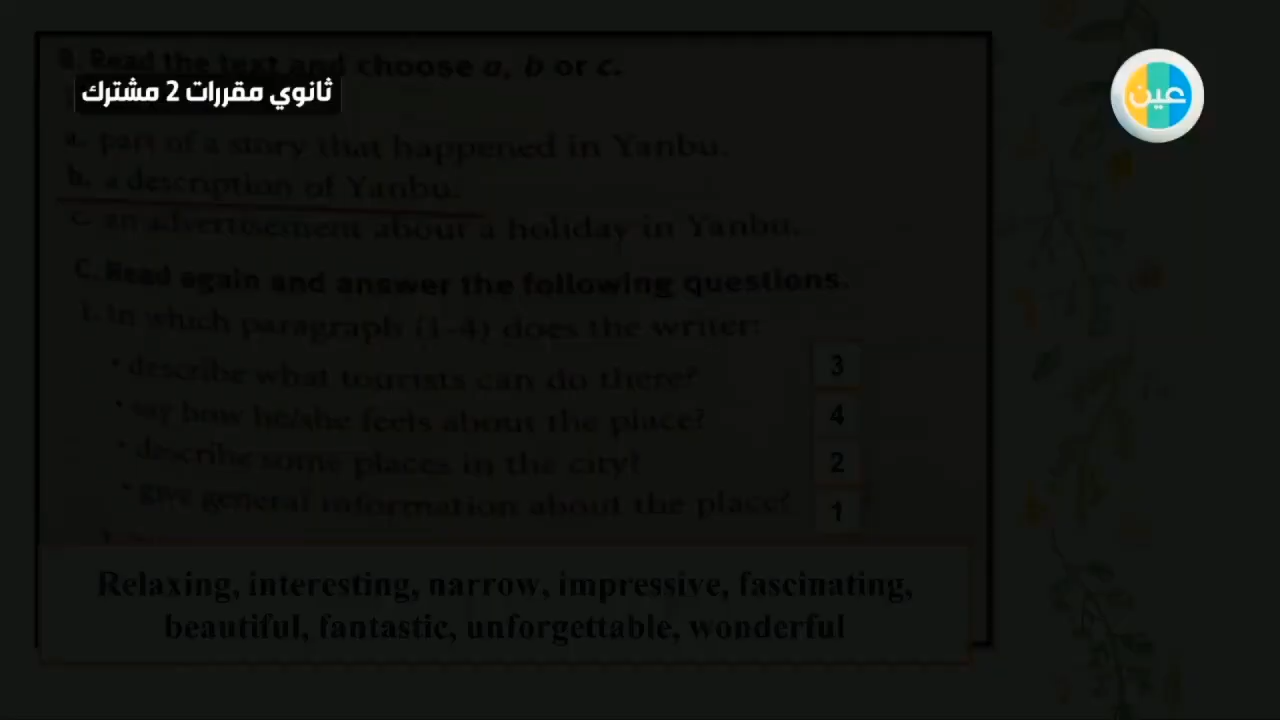 B. Read the text and choose a, b or c.
ثانوي مقررات 2 مشترك
عين
a. part of a story that happened in Yanbu.
b. a description of Yanbu.
c. an advertisement about a holiday in Yanbu.
C. Read again and answer the following questions.
1. In which paragraph (1-4) does the writer:
• describe what tourists can do there? 3
• say how he/she feels about the place? 4
• describe some places in the city? 2
• give general information about the place? 1
Relaxing, interesting, narrow, impressive, fascinating,
beautiful, fantastic, unforgettable, wonderful